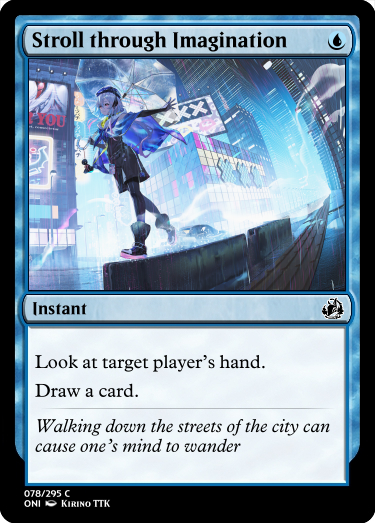 Stroll through Imagination
YOU
Instant
Look at target player's hand.
Draw a card.
Walking down the streets of the city can
cause one's mind to wander
078/295 C
ONI Kirino TTK